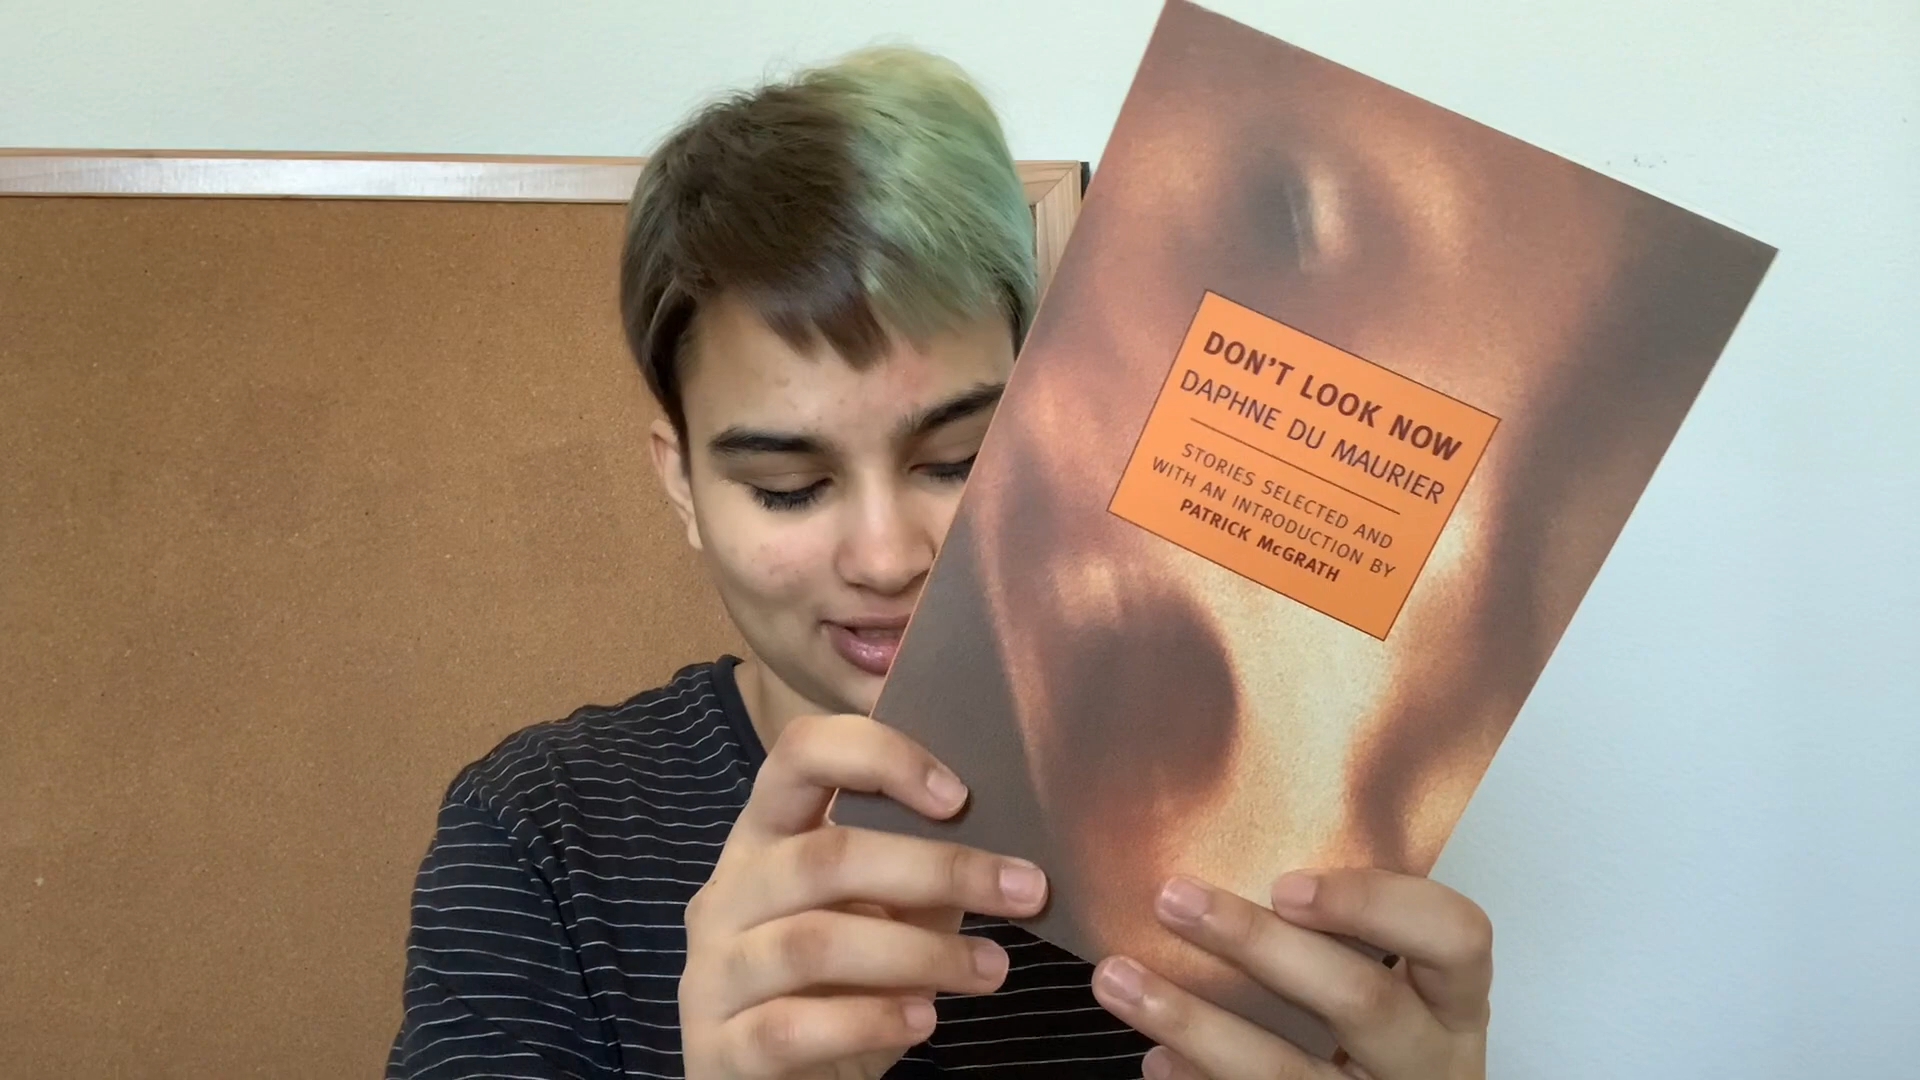 DON'T LOOK NOW
DAPHNE DU MAURIER
STORIES SELECTED AND
WITH AN INTRODUCTION BY
PATRICK McGRATH